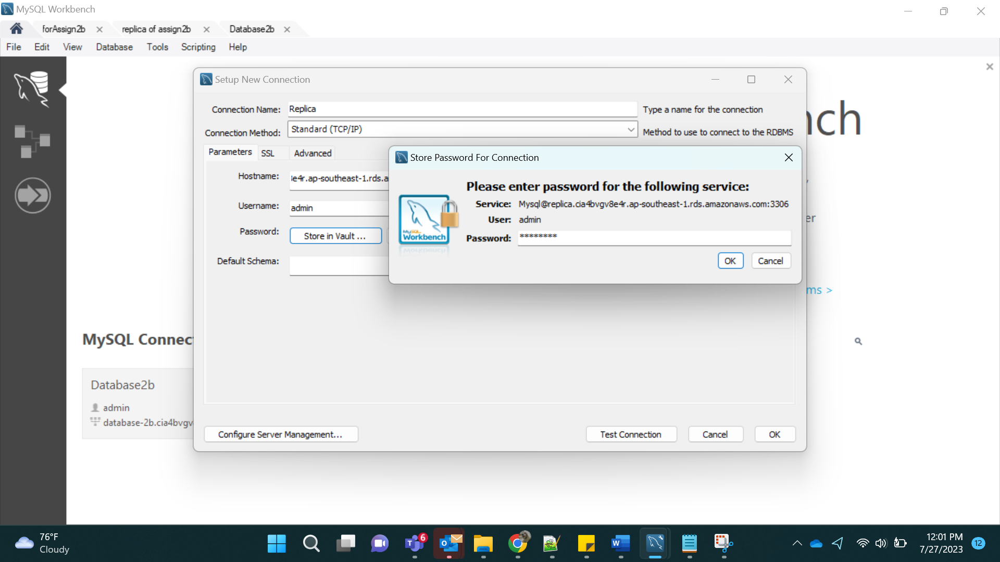 MySQL Workbench
forAssign2b
replica of assign2b
Database2b
File Edit View Database Tools Scripting Help
Setup New Connection
Connection Name: Replica Type a name for the connection
Connection Method: Standard (TCP/IP) Method to use to connect to the RDBMS
Parameters SSL Advanced
Hostname: e4r.ap-southeast-1.rds.a
Username: admin
Password: Store in Vault ...
Default Schema:
Store Password For Connection
Please enter password for the following service:
Service: Mysql@replica.cia4bvgv8e4r.ap-southeast-1.rds.amazonaws.com:3306
User: admin
Password: ********
MySQL
Workbench
OK Cancel
nch
er
ms >
MySQL Connec
Database2b
admin
database-2b.cia4bvgv
Configure Server Management... Test Connection Cancel OK
76°F
Cloudy
6
12:01 PM
7/27/2023
12